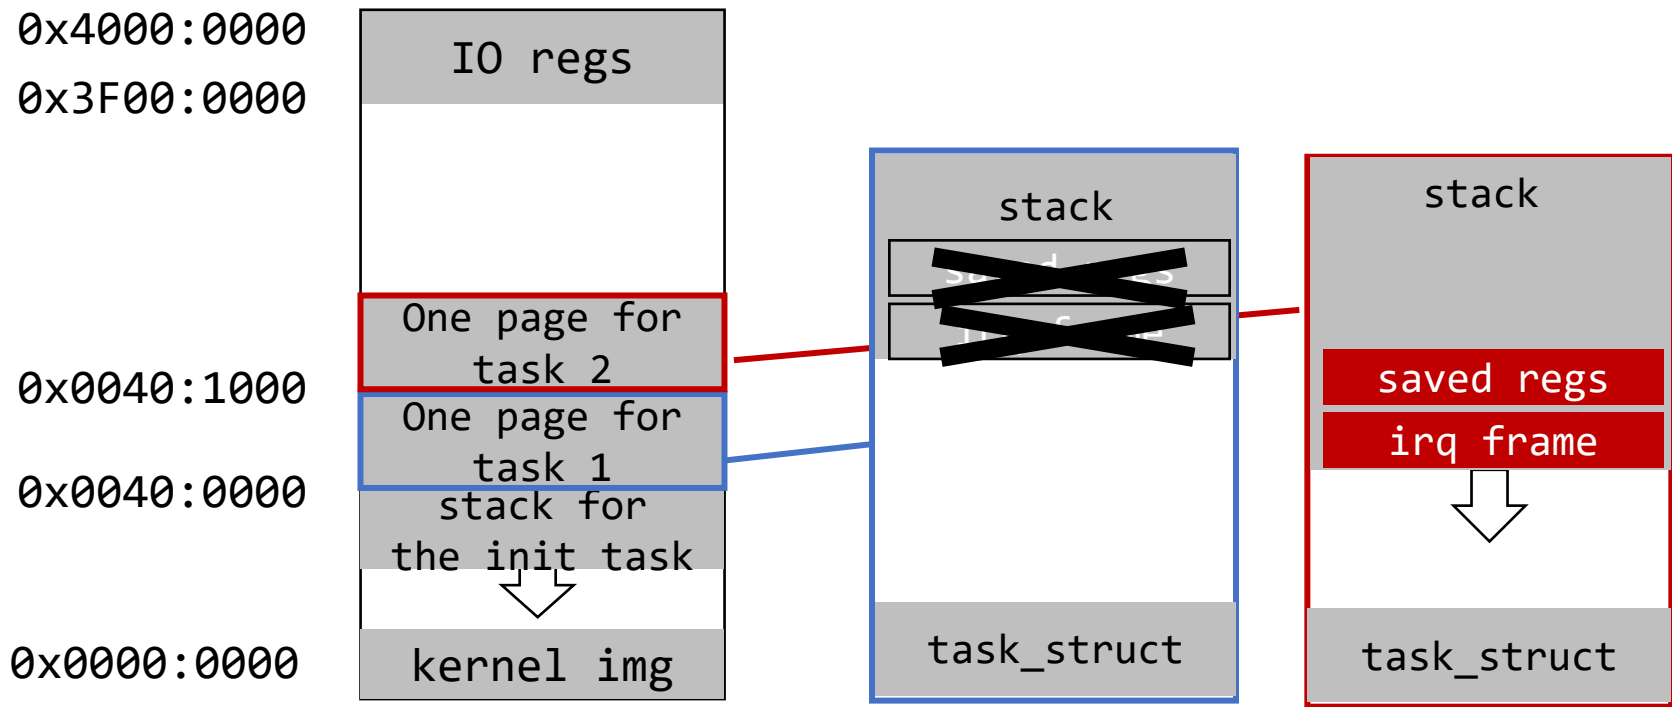 0x4000:0000
IO regs
0x3F00:0000
One page for
task 2
0x0040:1000
One page for
task 1
0x0040:0000
stack for
the init task
0x0000:0000
kernel img
stack
task_struct
stack
saved regs
irq frame
task_struct